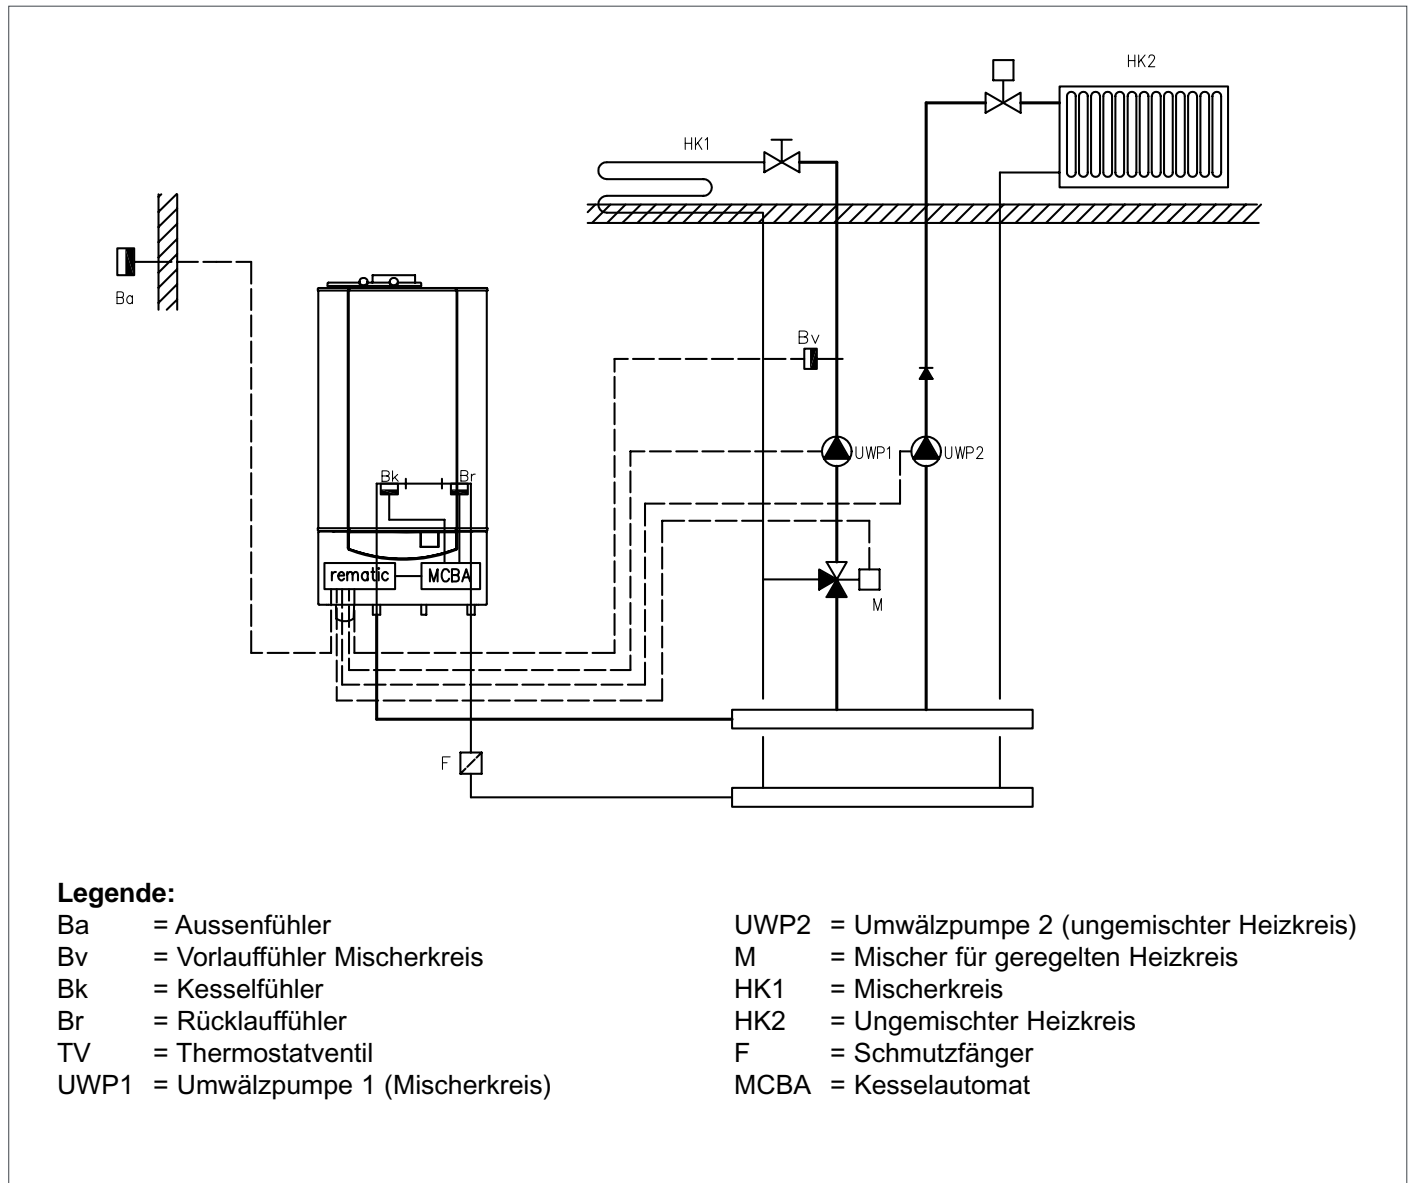 HK2
HK1
Ba
Bv
UWP1
UWP2
Bk
Br
rematic
MCBA
M
F
Legende:
Ba = Aussenfühler
Bv = Vorlauffühler Mischerkreis
Bk = Kesselfühler
Br = Rücklauffühler
TV = Thermostatventil
UWP1 = Umwälzpumpe 1 (Mischerkreis)
UWP2 = Umwälzpumpe 2 (ungemischter Heizkreis)
M = Mischer für geregelten Heizkreis
HK1 = Mischerkreis
HK2 = Ungemischter Heizkreis
F = Schmutzfänger
MCBA = Kesselautomat